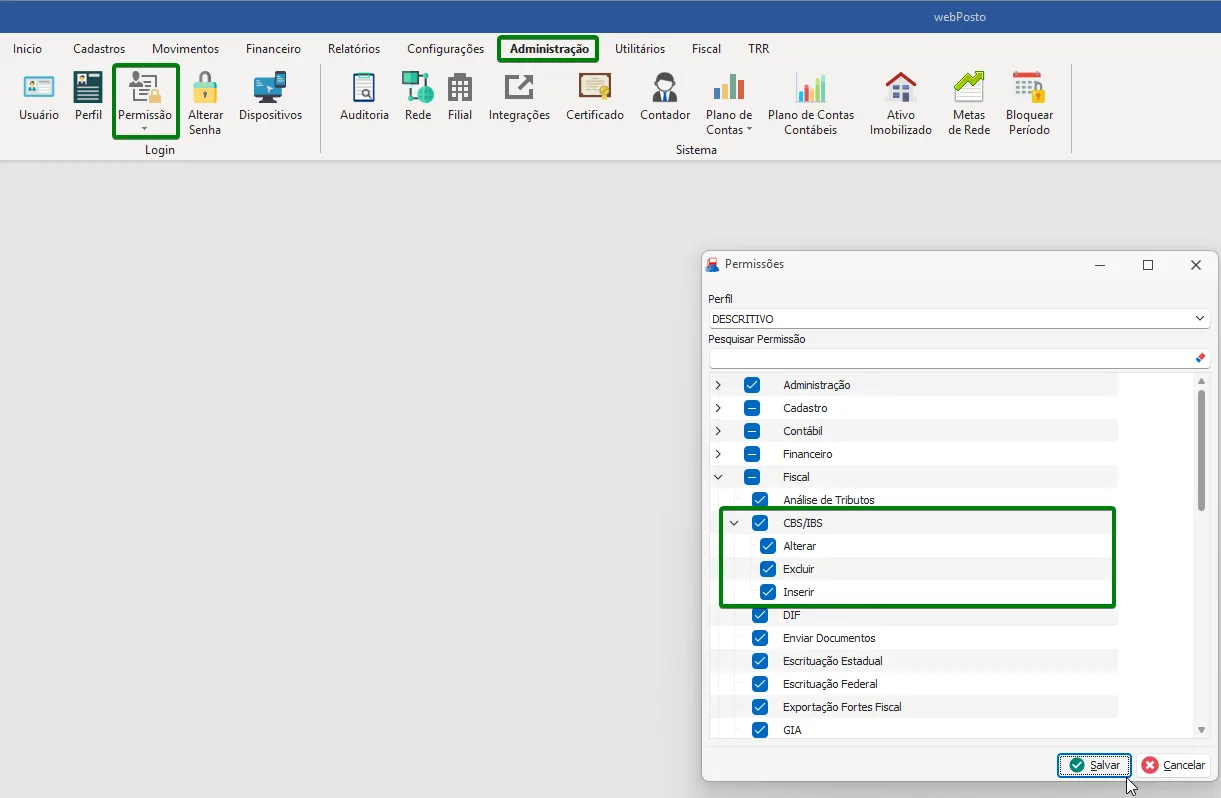 webPosto
Inicio Cadastros Movimentos Financeiro Relatórios Configurações Administração Utilitários Fiscal TRR
Usuário Perfil Permissão Alterar Senha Dispositivos
Login
Auditoria Rede Filial Integrações Certificado Contador Plano de Contas Plano de Contas Contábeis Ativo Imobilizado Metas de Rede Bloquear Período
Sistema
Permissões
Perfil
DESCRITIVO
Pesquisar Permissão
Administração
Cadastro
Contábil
Financeiro
Fiscal
Análise de Tributos
CBS/IBS
Alterar
Excluir
Inserir
DIF
Enviar Documentos
Escrituação Estadual
Escrituação Federal
Exportação Fortes Fiscal
GIA
Salvar Cancelar